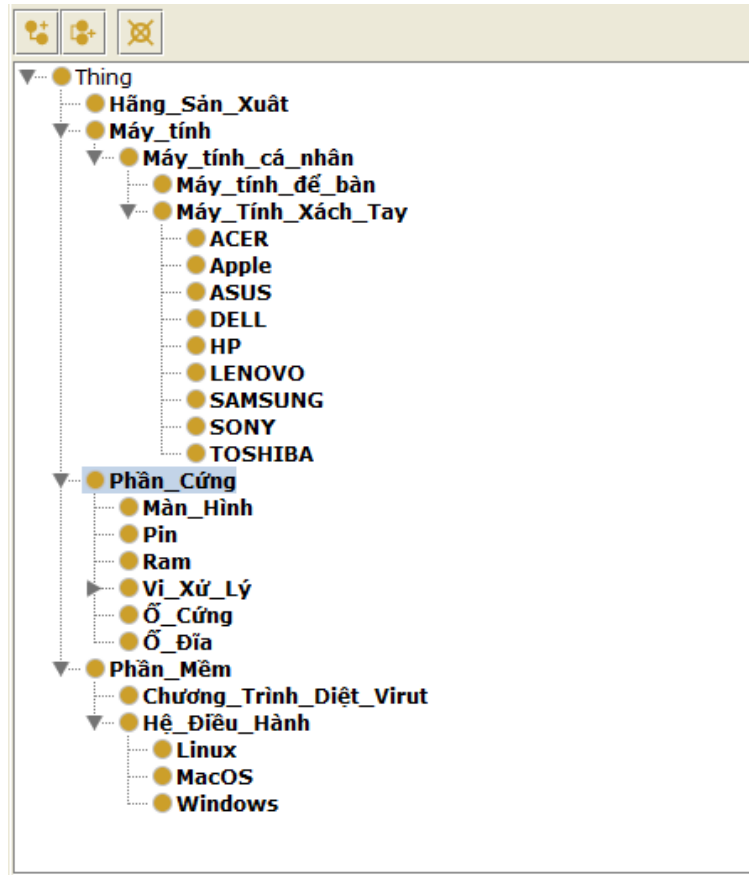 Thing
Hãng_Sản_Xuất
Máy_tính
Máy_tính_cá_nhân
Máy_tính_để_bàn
Máy_Tính_Xách_Tay
ACER
Apple
ASUS
DELL
HP
LENOVO
SAMSUNG
SONY
TOSHIBA
Phần_Cứng
Màn_Hình
Pin
Ram
Vi_Xử_Lý
Ổ_Cứng
Ổ_Đĩa
Phần_Mềm
Chương_Trình_Diệt_Virut
Hệ_Điều_Hành
Linux
MacOS
Windows